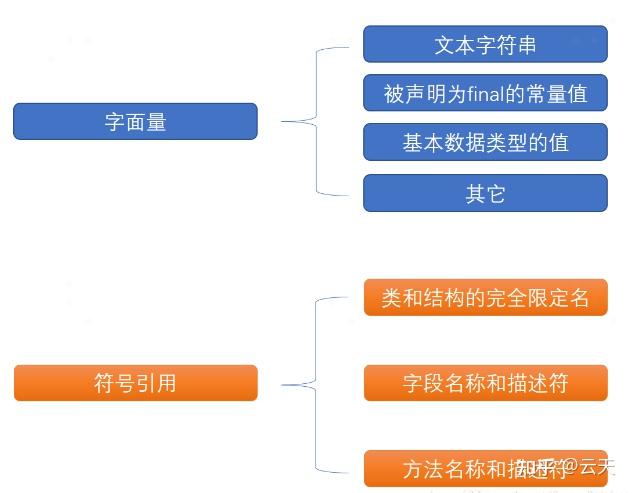 文本字符串
被声明为final的常量值
字面量
基本数据类型的值
其它
类和结构的完全限定名
符号引用
字段名称和描述符
方法名称和描述符
知乎 @云天